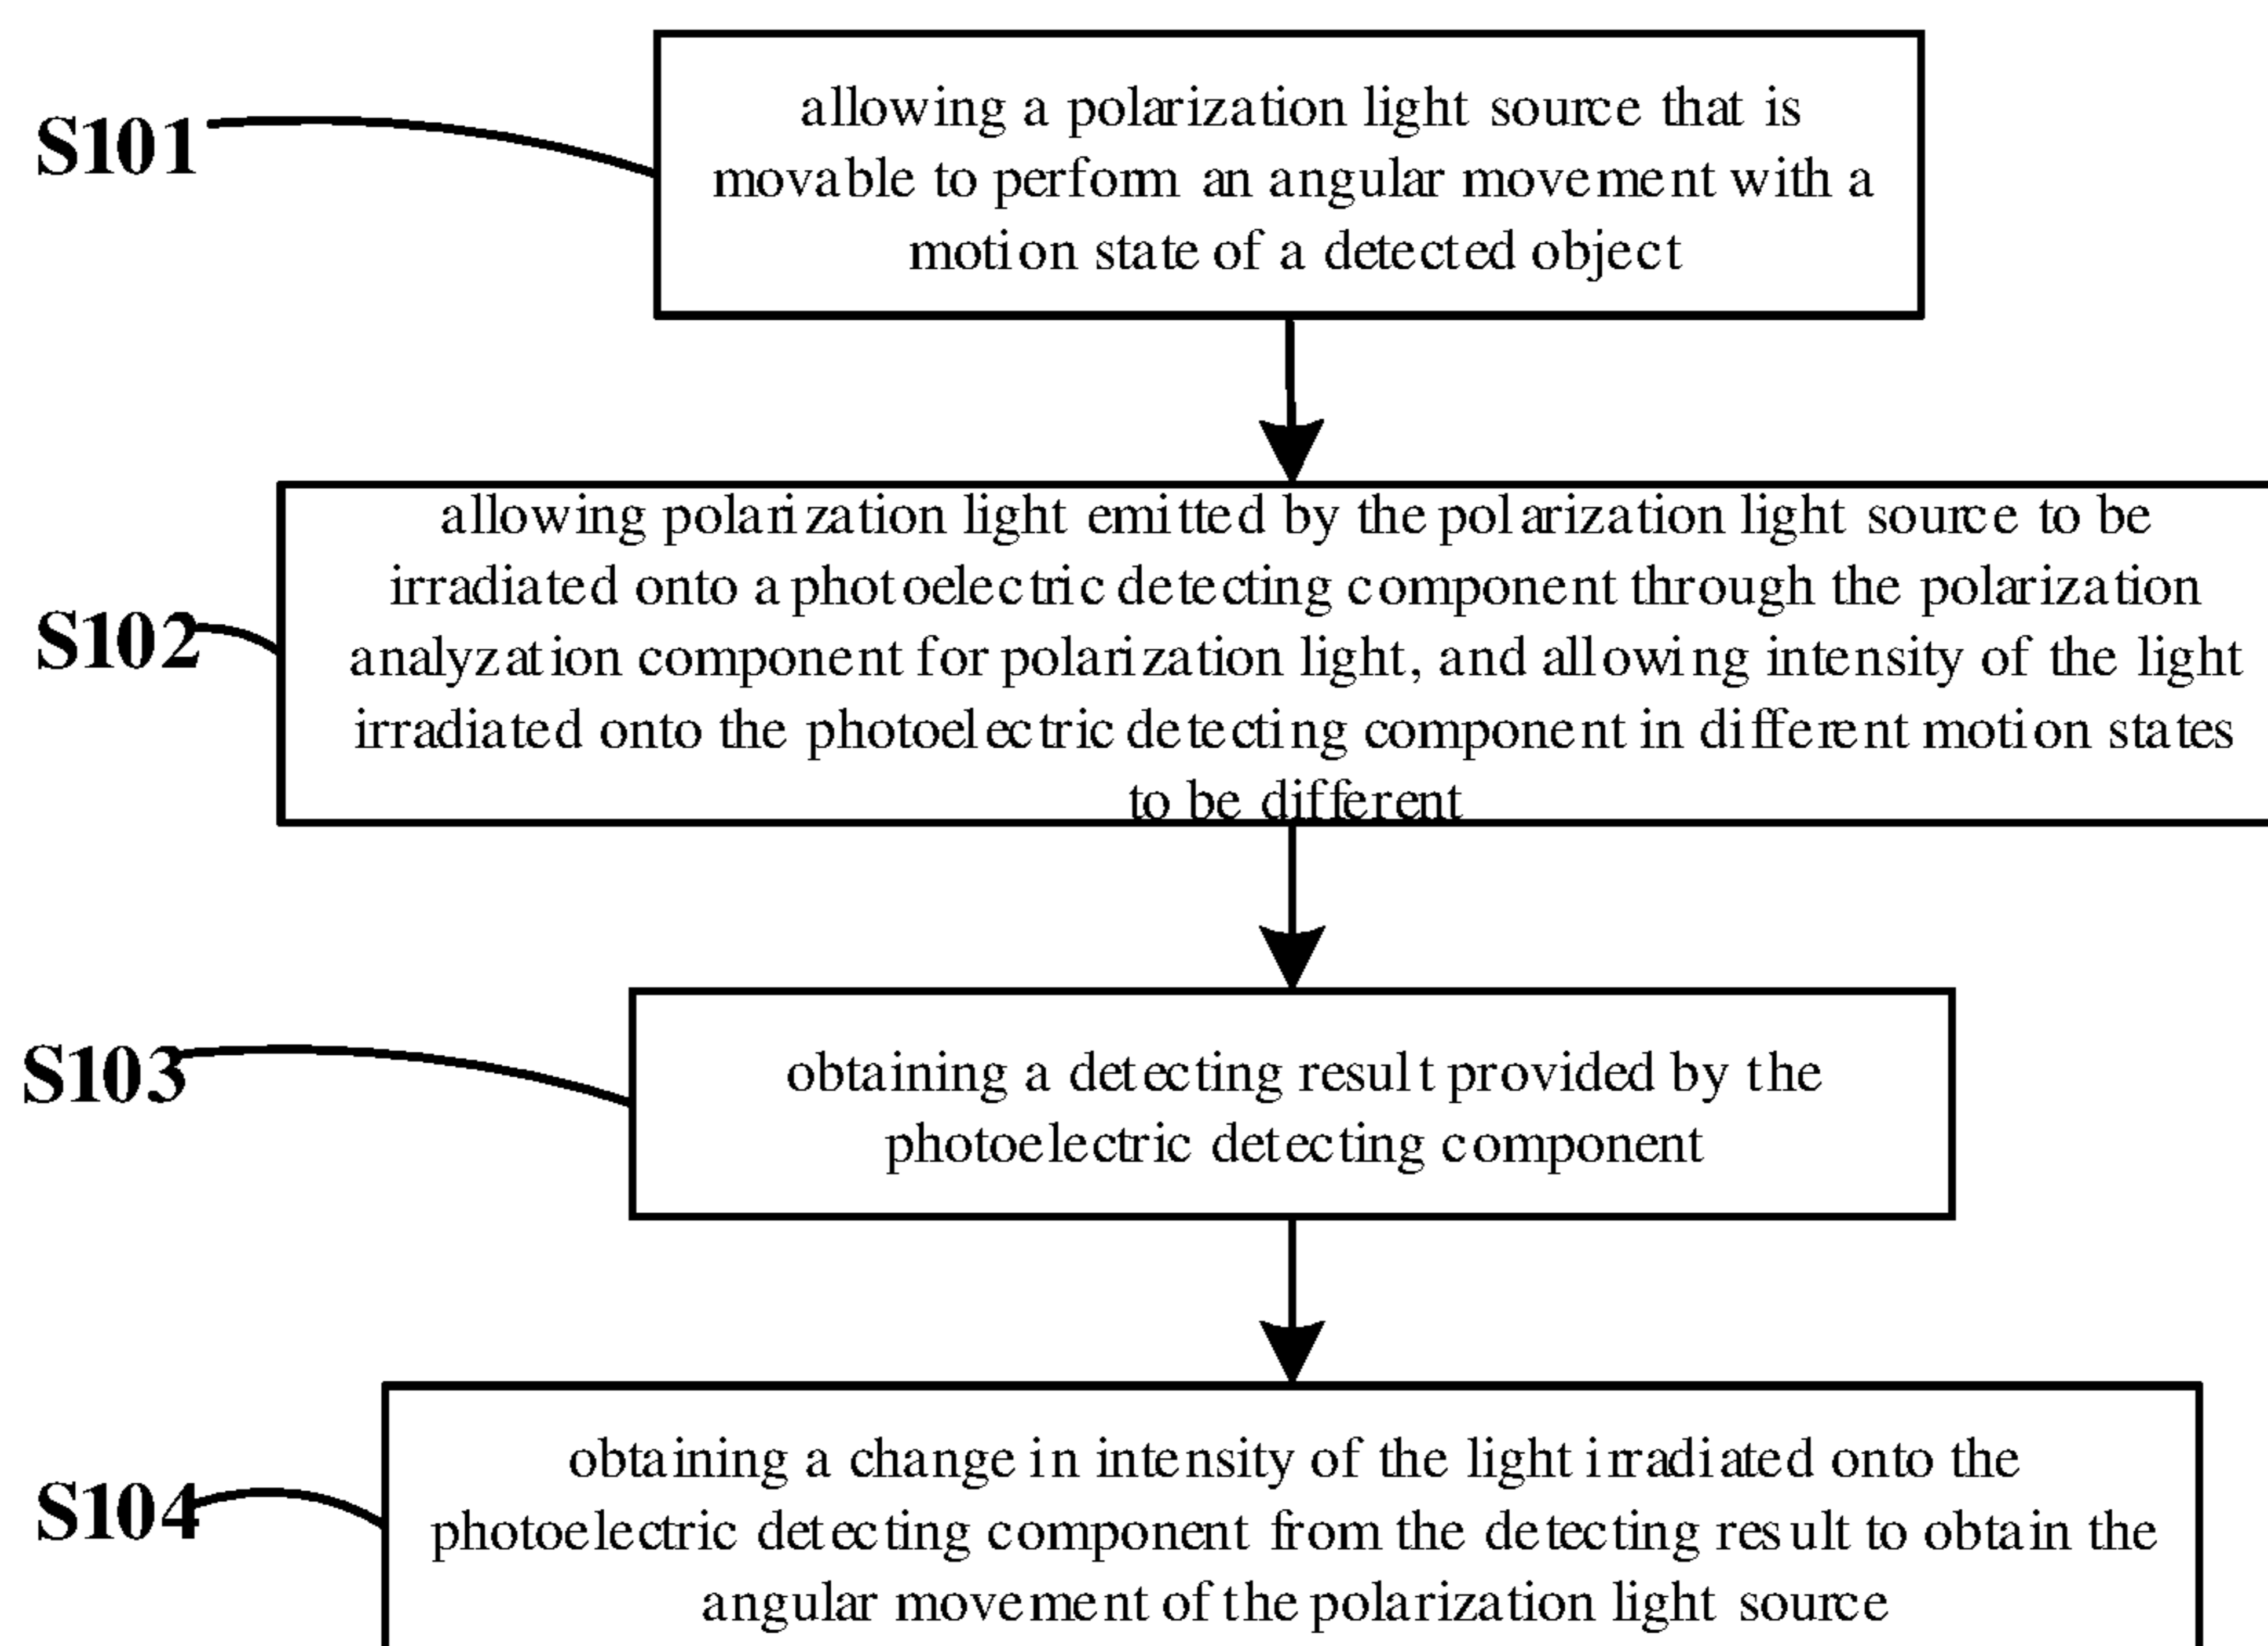 S101
allowing a polarization light source that is
movable to perform an angular movement with a
motion state of a detected object
S102
allowing polarization light emitted by the polarization light source to be
irradiated onto a photoelectric detecting component through the polarization
analyzation component for polarization light, and allowing intensity of the light
irradiated onto the photoelectric detecting component in different motion states
to be different
S103
obtaining a detecting result provided by the
photoelectric detecting component
S104
obtaining a change in intensity of the light irradiated onto the
photoelectric detecting component from the detecting result to obtain the
angular movement of the polarization light source